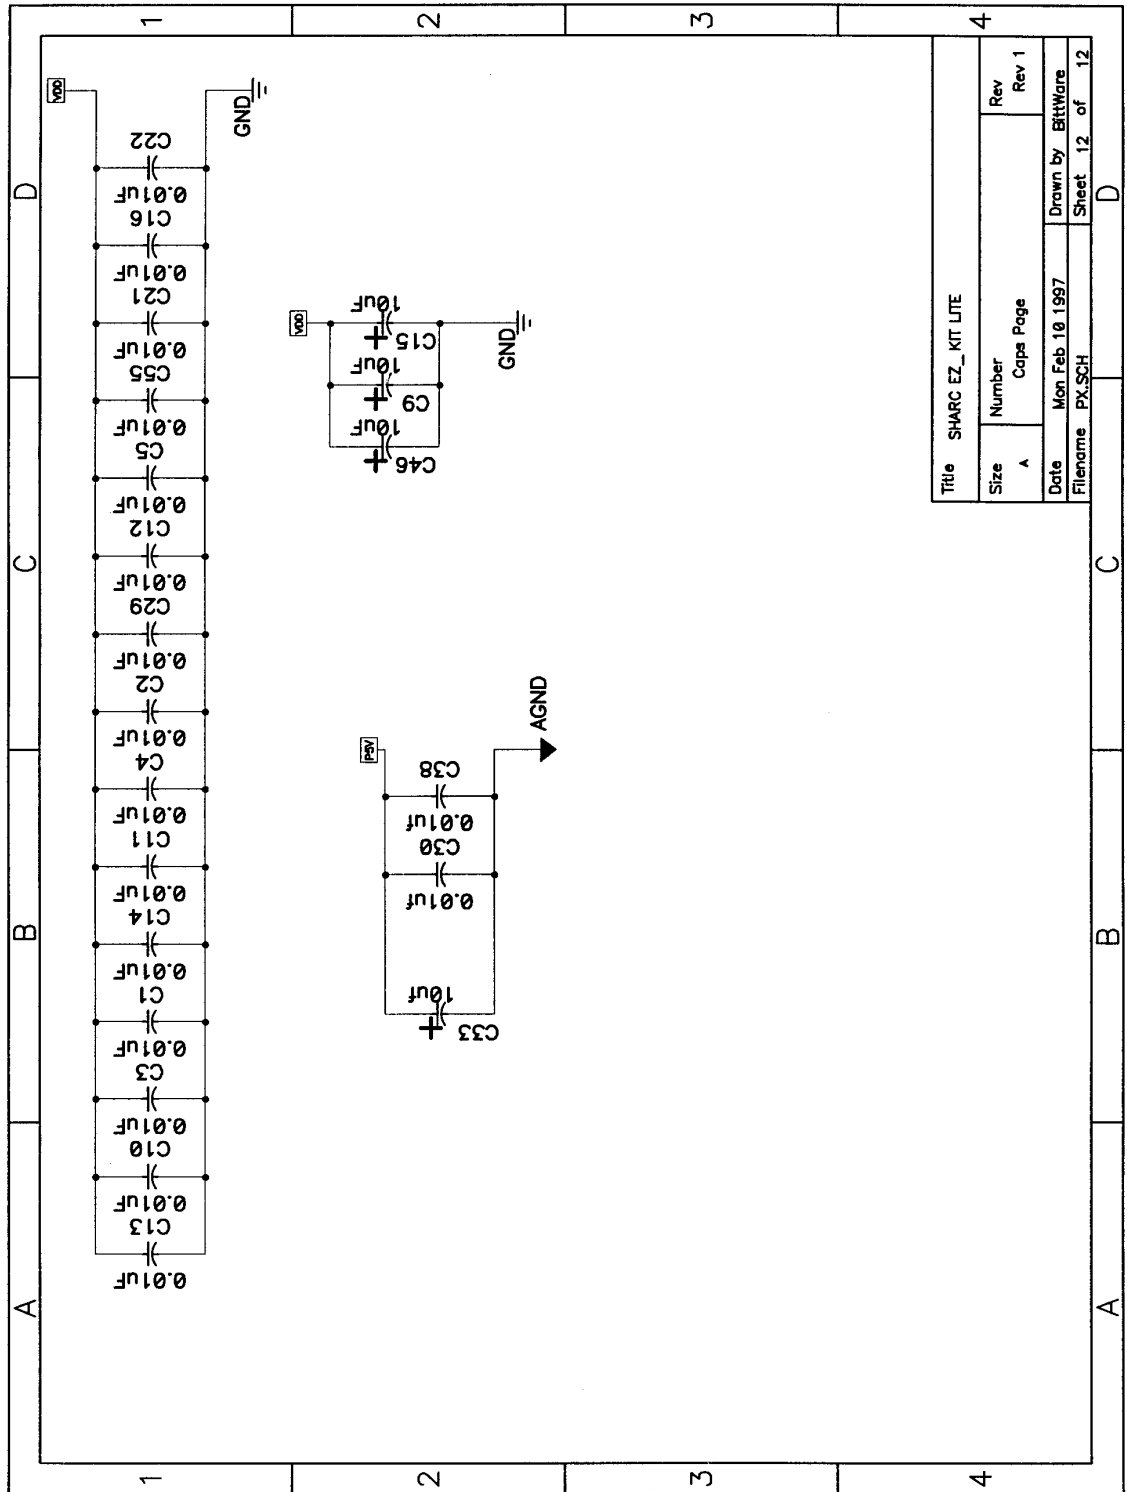 A B C D
1 2 3 4
VDD
C13 C10 C3 C1 C14 C11 C4 C2 C29 C12 C5 C55 C21 C16 C22
0.01uF 0.01uF 0.01uF 0.01uF 0.01uF 0.01uF 0.01uF 0.01uF 0.01uF 0.01uF 0.01uF 0.01uF 0.01uF 0.01uF 0.01uF
GND
VDD
10uF 10uF 10uF
C46 C9 C15
GND
P5V
C30 C38
10uf 0.01uf 0.01uf
C33
AGND
Title SHARC EZ_KIT LITE
Size A
Number Caps Page
Rev Rev 1
Date Mon Feb 10 1997
Drawn by BittWare
Filename PX.SCH
Sheet 12 of 12
1 2 3 4
A B C D